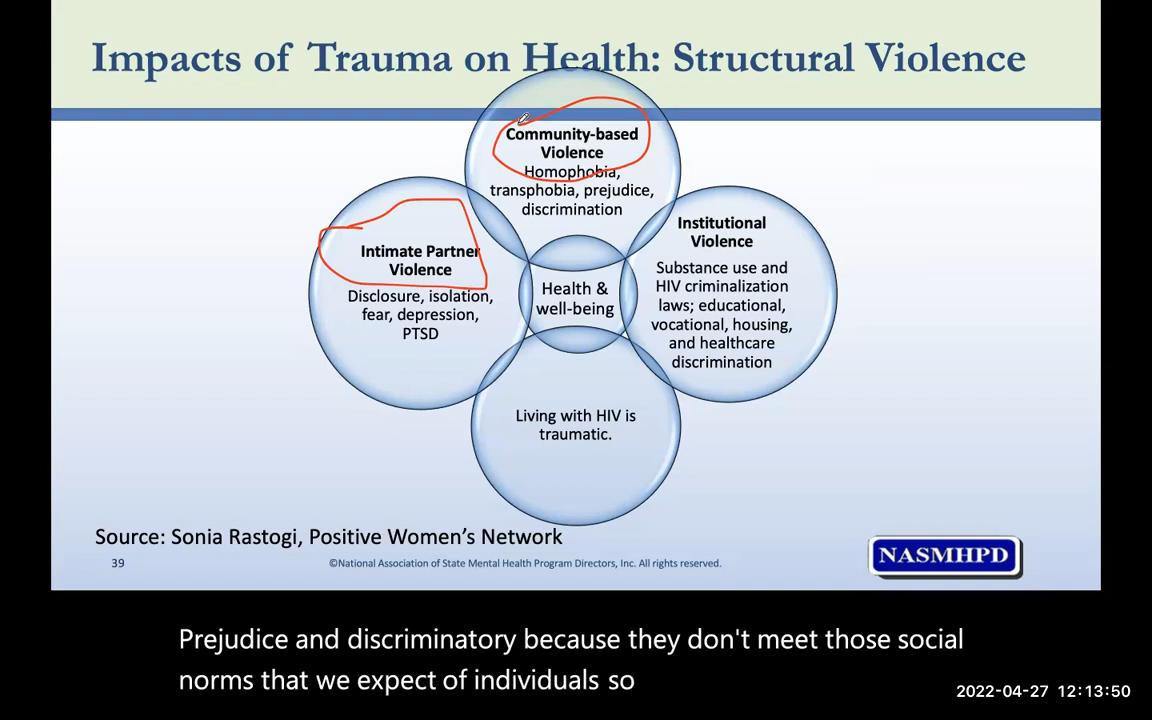 Impacts of Trauma on Health: Structural Violence
Community-based
Violence
Homophobia,
transphobia, prejudice,
discrimination
Intimate Partner
Violence
Disclosure, isolation,
fear, depression,
PTSD
Health &
well-being
Institutional
Violence
Substance use and
HIV criminalization
laws; educational,
vocational, housing,
and healthcare
discrimination
Living with HIV is
traumatic.
Source: Sonia Rastogi, Positive Women's Network
39
©National Association of State Mental Health Program Directors, Inc. All rights reserved.
NASMHPD
Prejudice and discriminatory because they don't meet those social
norms that we expect of individuals so
2022-04-27 12:13:50